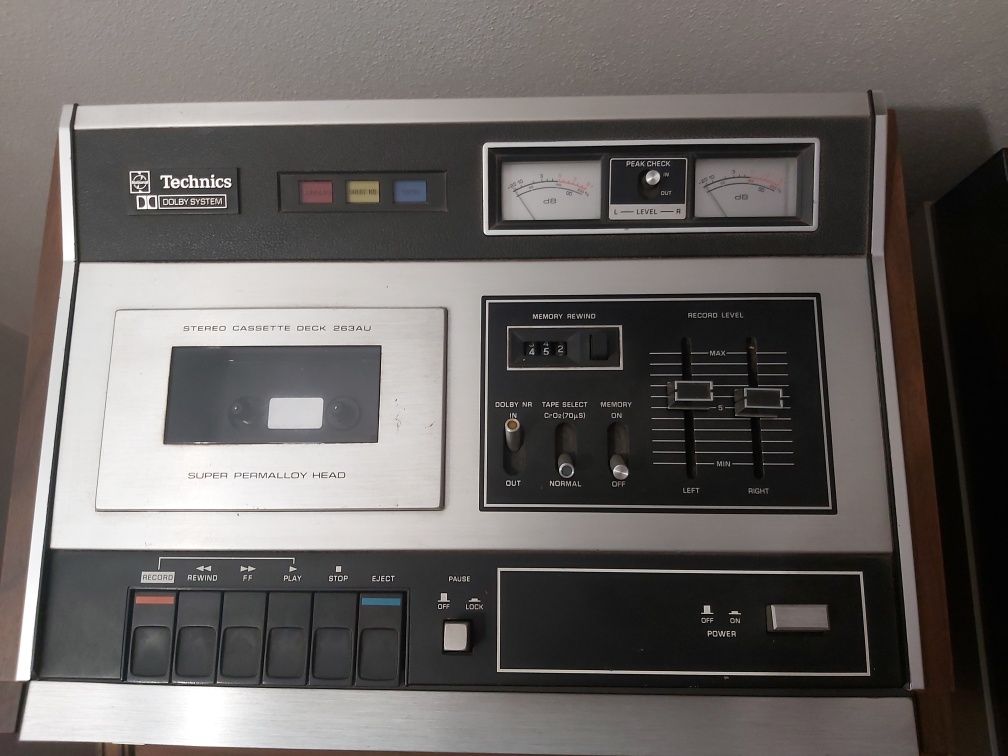 Technics
DOLBY SYSTEM
PEAK CHECK
IN
OUT
L LEVEL R
dB
dB
STEREO CASSETTE DECK 263AU
SUPER PERMALLOY HEAD
MEMORY REWIND
452
RECORD LEVEL
MAX
5
MIN
LEFT RIGHT
DOLBY NR TAPE SELECT MEMORY
IN CrO2(70µS) ON
OUT NORMAL OFF
RECORD REWIND FF PLAY STOP EJECT
PAUSE
OFF LOCK
OFF ON
POWER